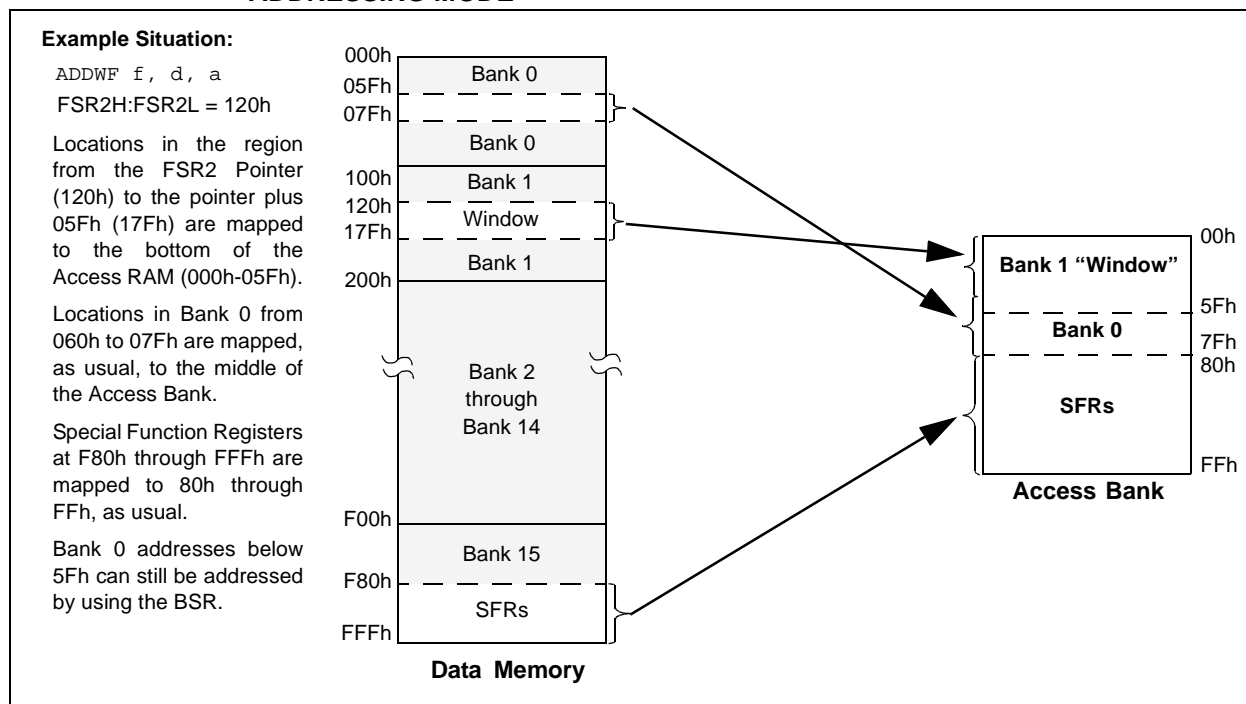 ADDRESSING MODE
Example Situation:
ADDWF f, d, a
FSR2H:FSR2L = 120h
Locations in the region
from the FSR2 Pointer
(120h) to the pointer plus
05Fh (17Fh) are mapped
to the bottom of the
Access RAM (000h-05Fh).
Locations in Bank 0 from
060h to 07Fh are mapped,
as usual, to the middle of
the Access Bank.
Special Function Registers
at F80h through FFFh are
mapped to 80h through
FFh, as usual.
Bank 0 addresses below
5Fh can still be addressed
by using the BSR.
000h
Bank 0
05Fh
07Fh
Bank 0
100h
Bank 1
120h
Window
17Fh
Bank 1
200h
Bank 2
through
Bank 14
F00h
Bank 15
F80h
SFRs
FFFh
Data Memory
00h
Bank 1 “Window”
5Fh
Bank 0
7Fh
80h
SFRs
FFh
Access Bank